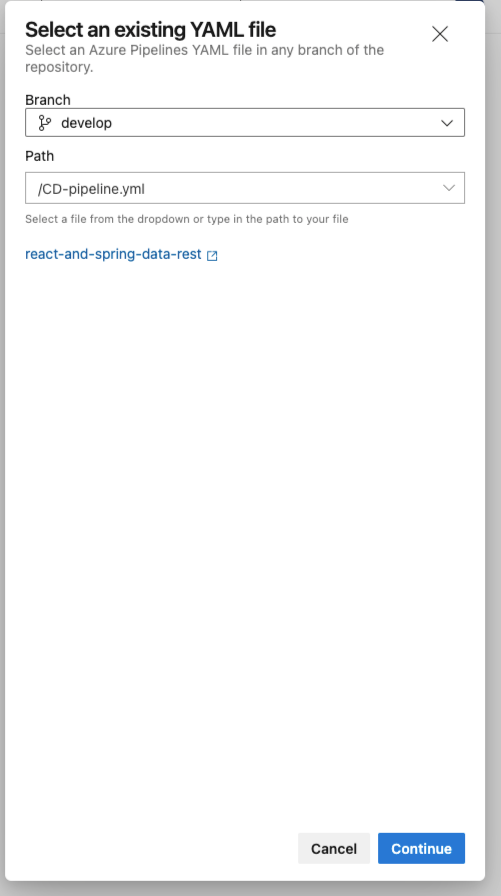 Select an existing YAML file
Select an Azure Pipelines YAML file in any branch of the
repository.
Branch
develop
Path
/CD-pipeline.yml
Select a file from the dropdown or type in the path to your file
react-and-spring-data-rest
Cancel
Continue